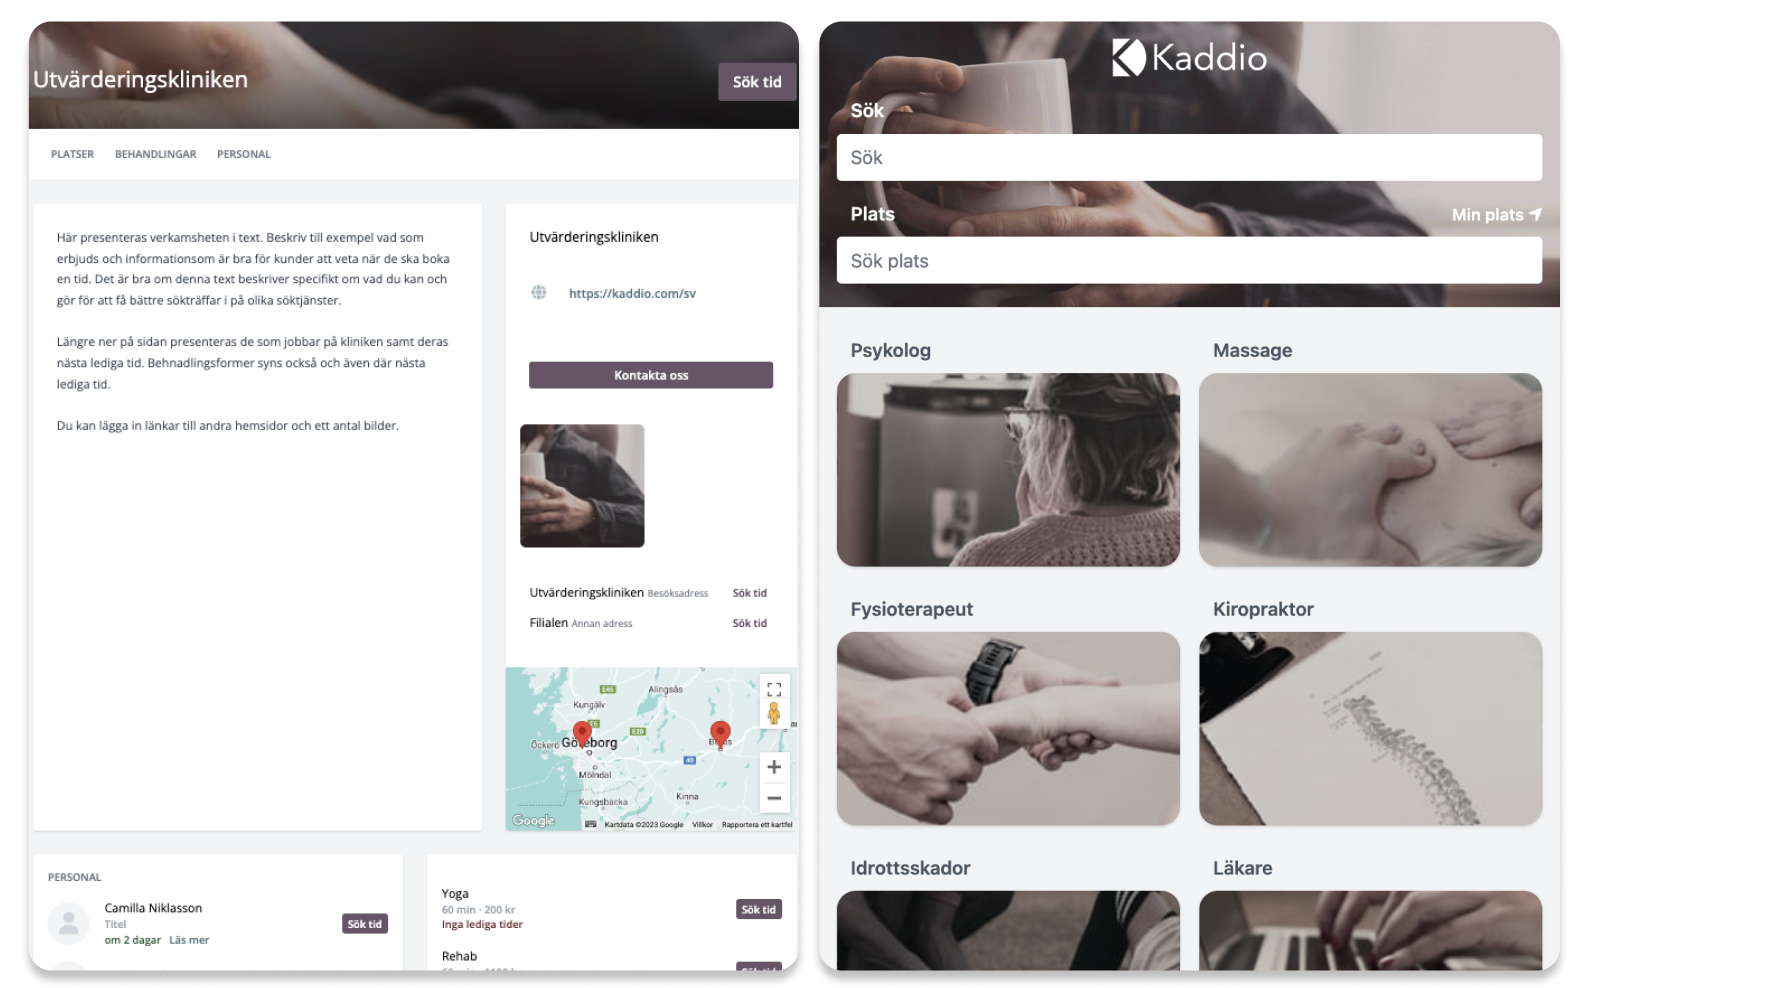 Utvärderingskliniken
Sök tid
PLATSER BEHANDLINGAR PERSONAL
Här presenteras verkamsheten i text. Beskriv till exempel vad som
erbjuds och informationsom är bra för kunder att veta när de ska boka
en tid. Det är bra om denna text beskriver specifikt om vad du kan och
gör för att få bättre sökträffar i på olika söktjänster.
Längre ner på sidan presenteras de som jobbar på kliniken samt deras
nästa lediga tid. Behnadlingsformer syns också och även där nästa
lediga tid.
Du kan lägga in länkar till andra hemsidor och ett antal bilder.
Utvärderingskliniken
https://kaddio.com/sv
Kontakta oss
Utvärderingskliniken Besöksadress Sök tid
Filialen Annan adress Sök tid
E45
Alingsås
Kungälv
E6
E20
Öckerö
Göteborg
40
Mölndal
Kinna
Kungsbacka
Google
Kartdata ©2023 Google Villkor Rapportera ett kartfel
PERSONAL
Camilla Niklasson
Titel
om 2 dagar Läs mer
Sök tid
Yoga
60 min · 200 kr
Inga lediga tider
Sök tid
Rehab
Kaddio
Sök
Sök
Plats
Min plats
Sök plats
Psykolog
Massage
Fysioterapeut
Kiropraktor
Idrottsskador
Läkare